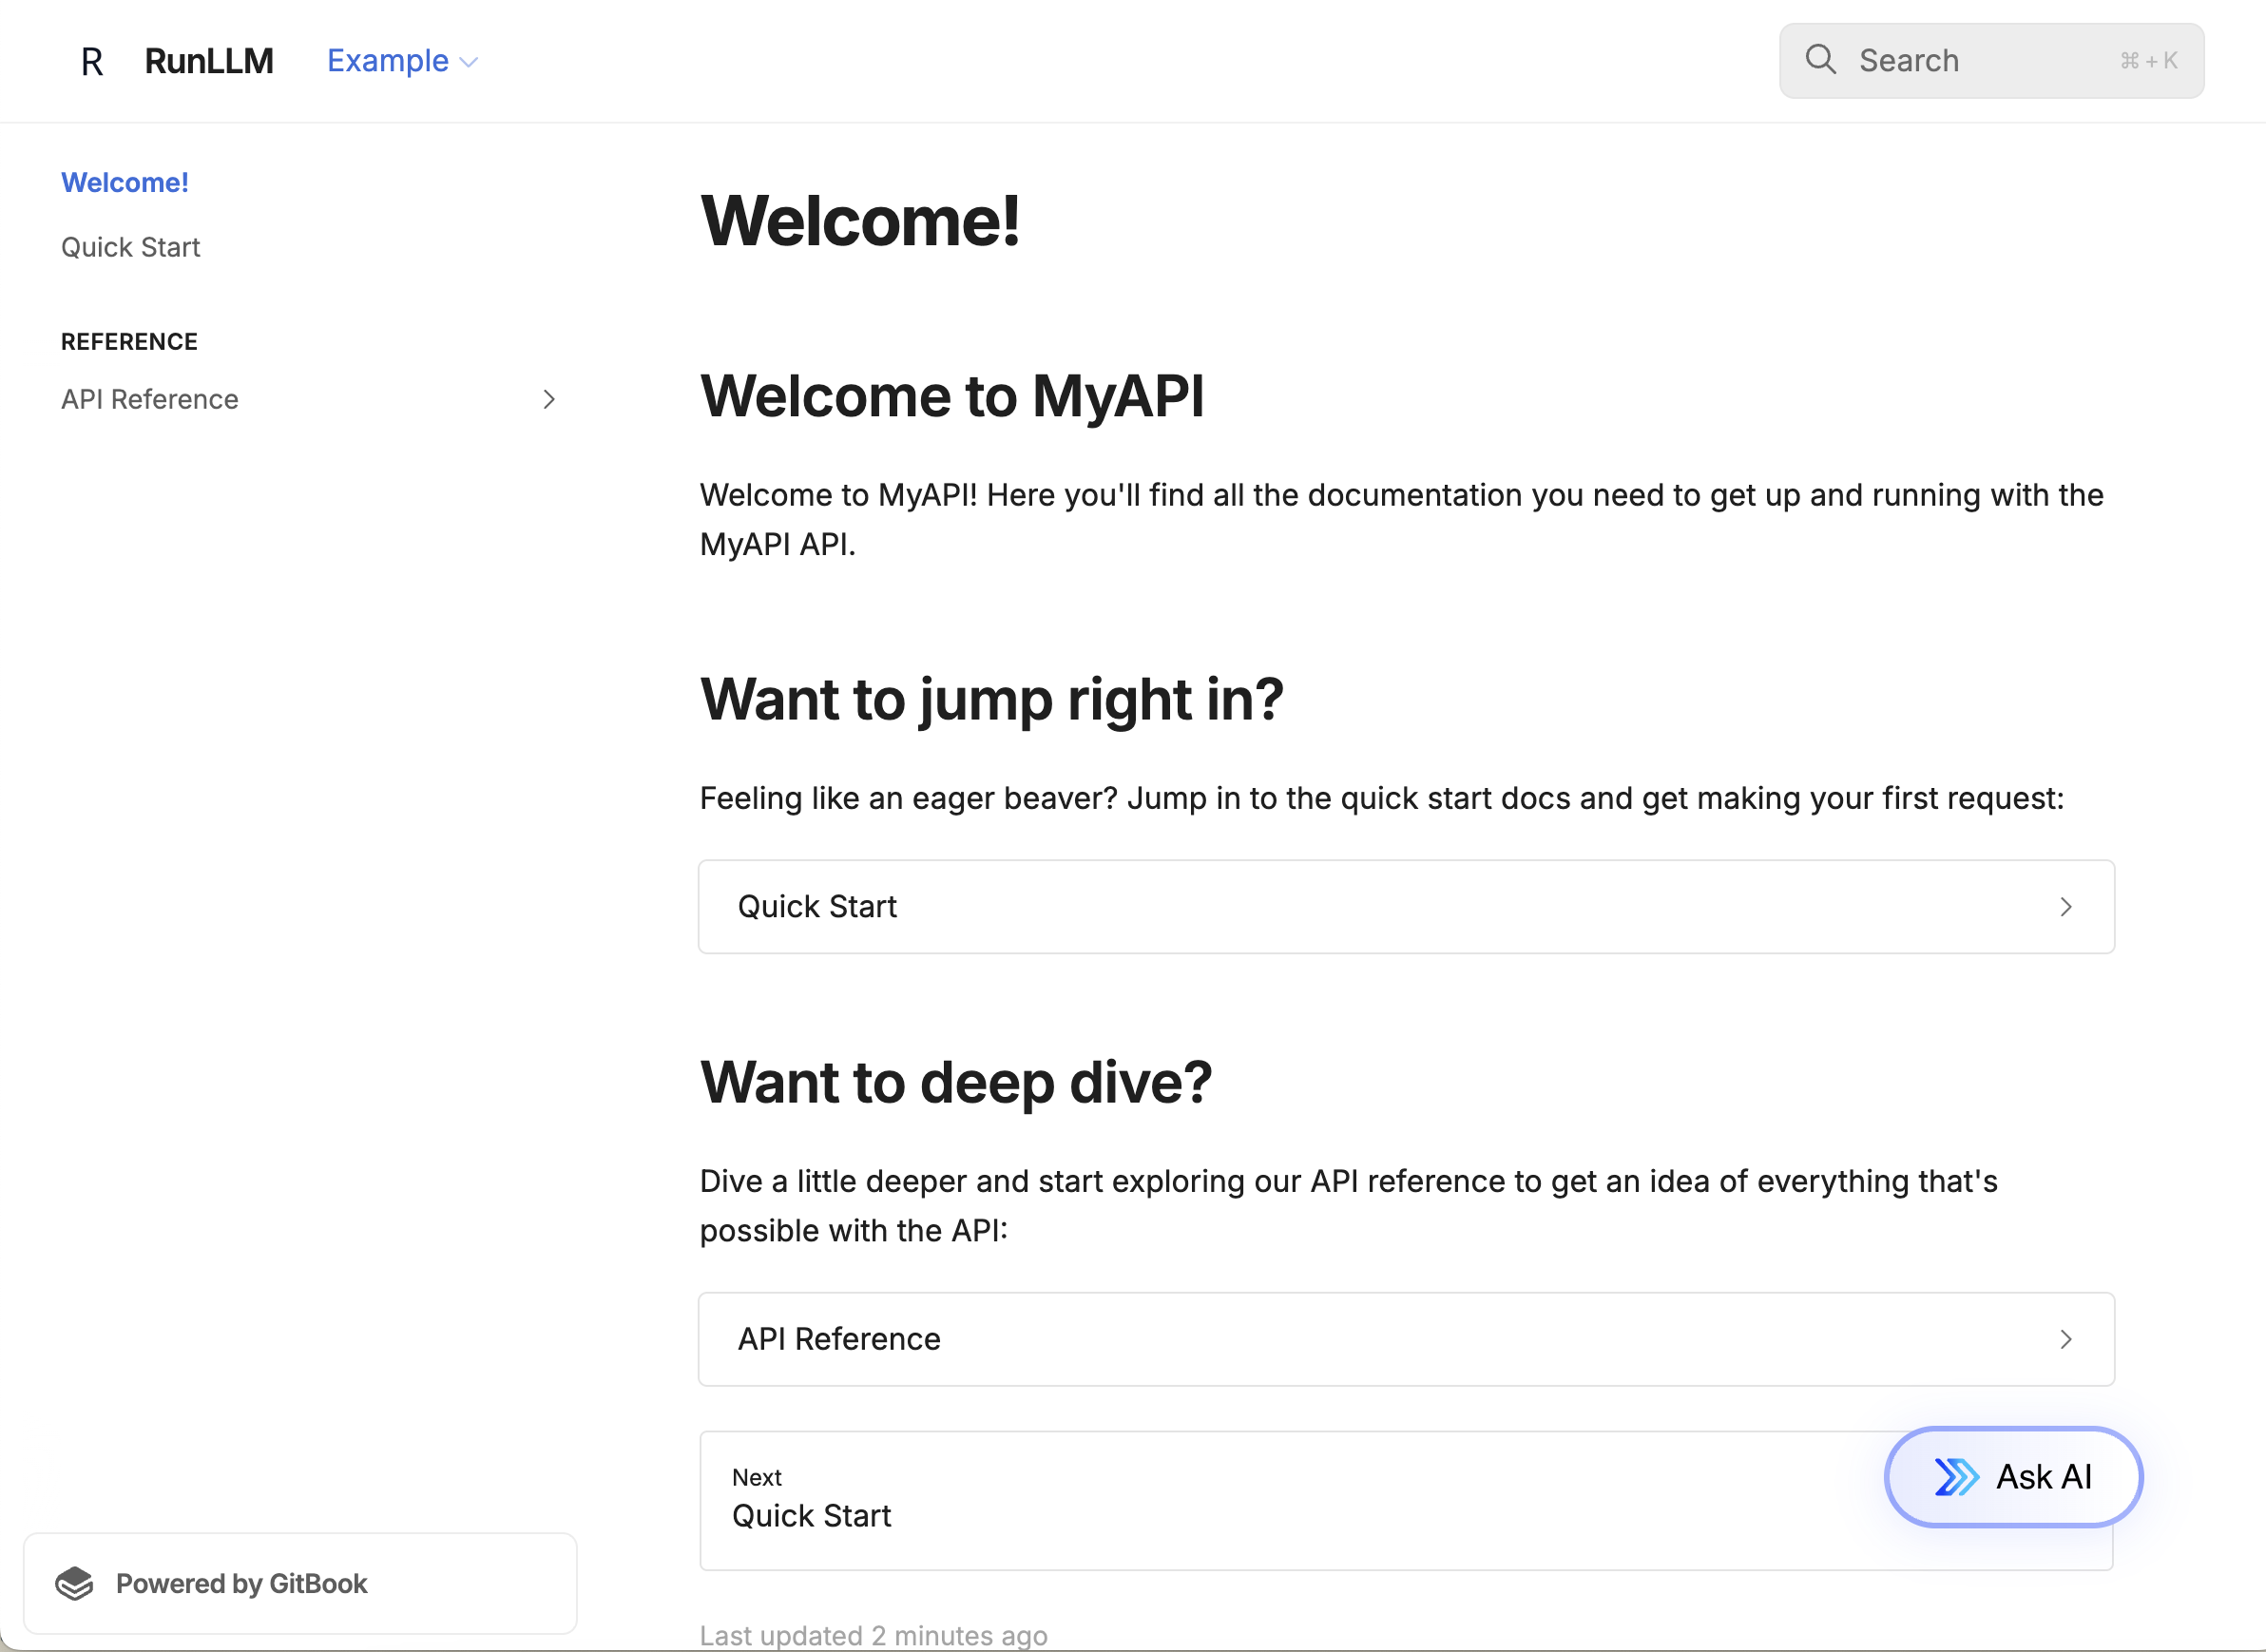 R RunLLM Example Search ⌘ + K
Welcome!
Quick Start
REFERENCE
API Reference
Welcome!
Welcome to MyAPI
Welcome to MyAPI! Here you'll find all the documentation you need to get up and running with the
MyAPI API.
Want to jump right in?
Feeling like an eager beaver? Jump in to the quick start docs and get making your first request:
Quick Start
Want to deep dive?
Dive a little deeper and start exploring our API reference to get an idea of everything that's
possible with the API:
API Reference
Next
Quick Start
Ask AI
Powered by GitBook
Last updated 2 minutes ago